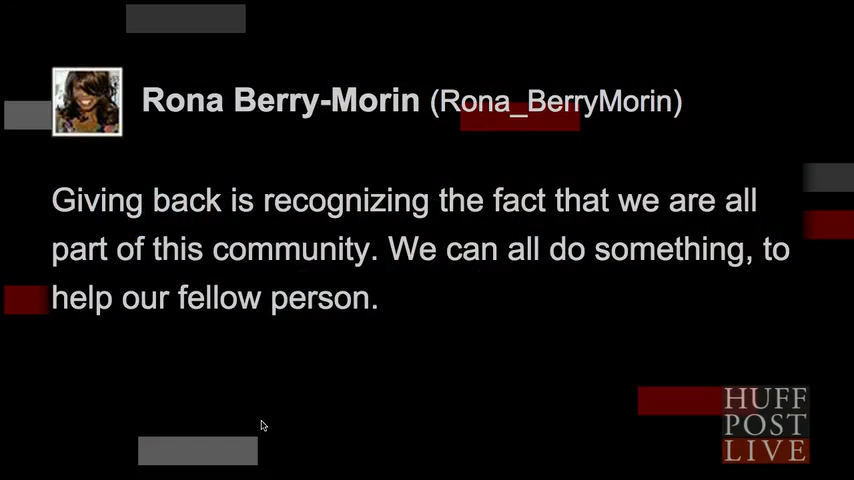 Rona Berry-Morin (Rona_BerryMorin)
Giving back is recognizing the fact that we are all
part of this community. We can all do something, to
help our fellow person.
HUFF
POST
LIVE